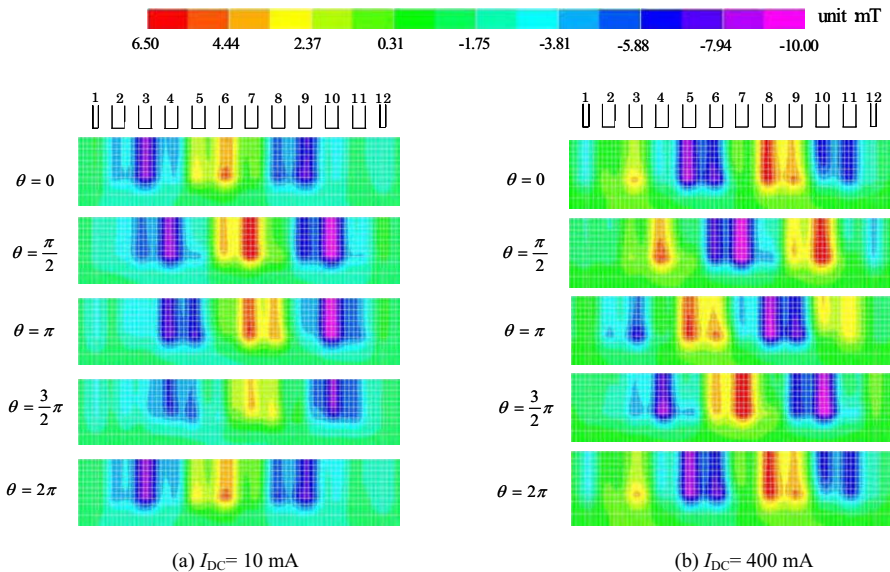 unit mT
6.50 4.44 2.37 0.31 -1.75 -3.81 -5.88 -7.94 -10.00
1 2 3 4 5 6 7 8 9 10 11 12
1 2 3 4 5 6 7 8 9 10 11 12
θ = 0
θ = π/2
θ = π
θ = 3/2 π
θ = 2π
θ = 0
θ = π/2
θ = π
θ = 3/2 π
θ = 2π
(a) I_DC= 10 mA
(b) I_DC= 400 mA